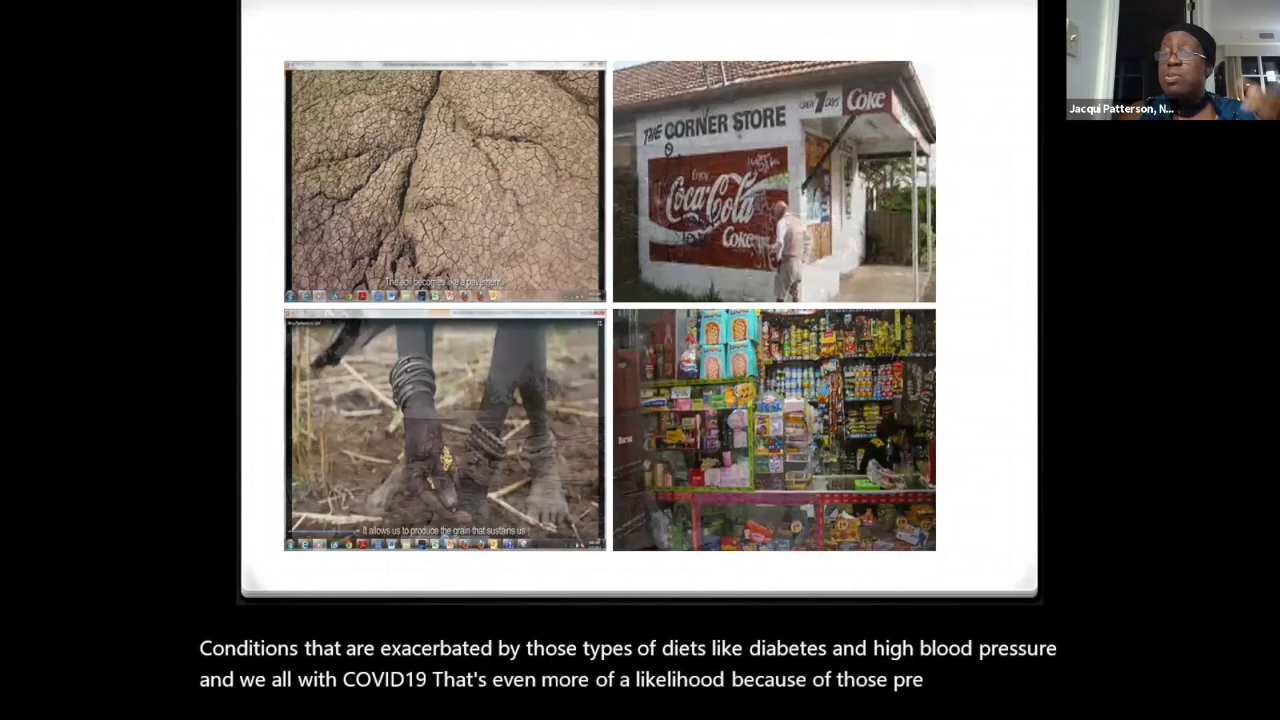 Jacqui Patterson, N...
THE CORNER STORE
OPEN 7 DAYS
Coke
Enjoy
Coca-Cola
Coke
The soil becomes like a pavement.
It allows us to produce the grain that sustains us
Conditions that are exacerbated by those types of diets like diabetes and high blood pressure
and we all with COVID19 That's even more of a likelihood because of those pre